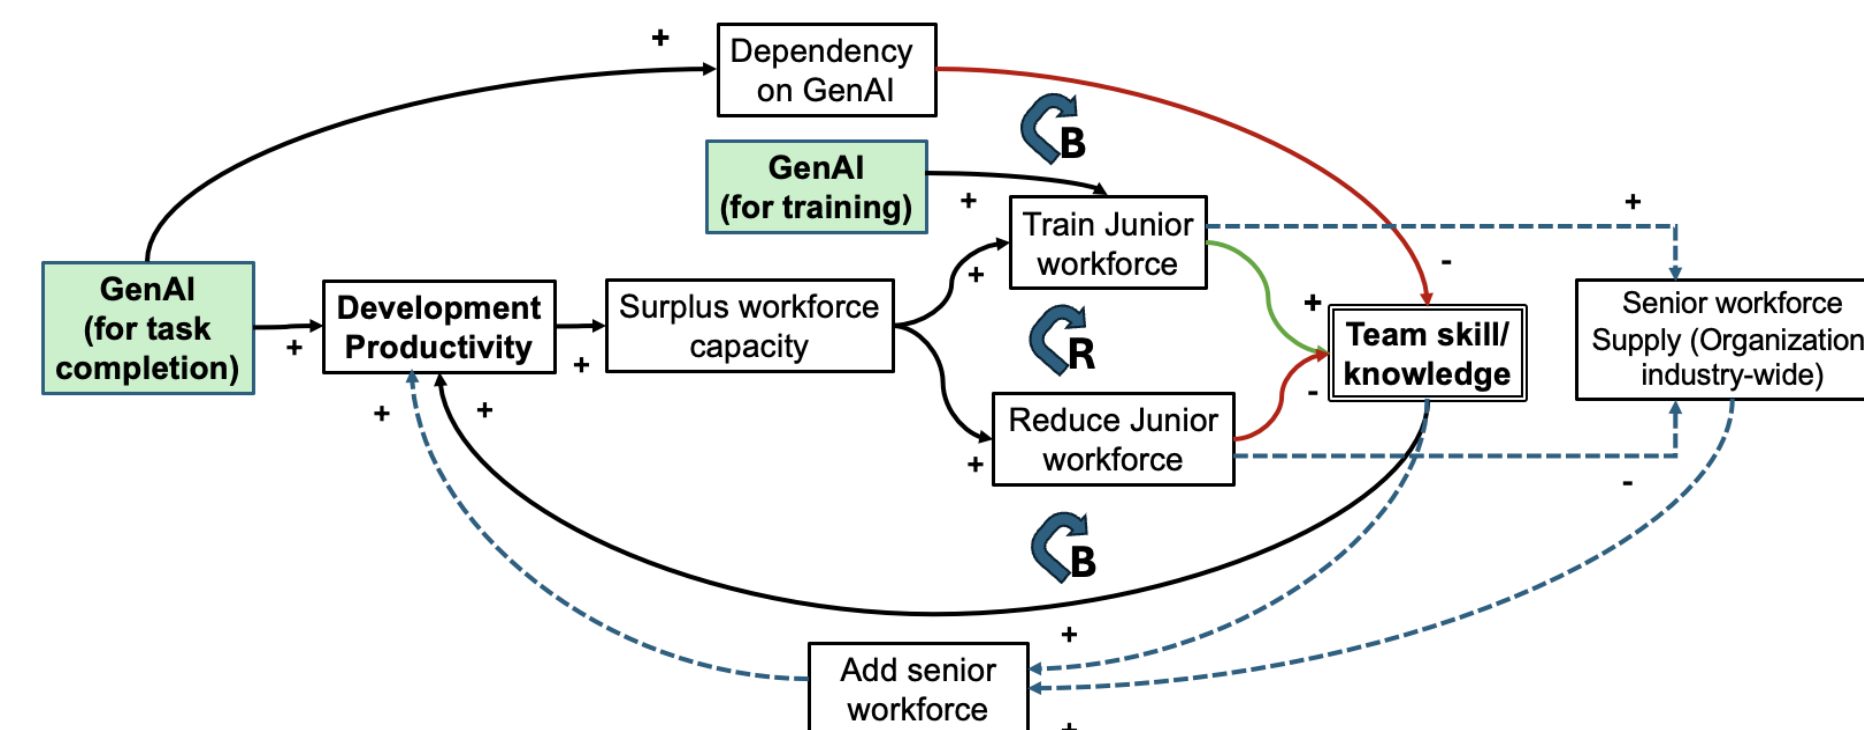 +
Dependency
on GenAI
B
GenAI
(for training)
+
Train Junior
workforce
+
+
-
GenAI
(for task
completion)
+
Development
Productivity
+
Surplus workforce
capacity
+
R
Team skill/
knowledge
-
Senior workforce
Supply (Organization
industry-wide)
+
+
Reduce Junior
workforce
+
-
B
+
Add senior
workforce